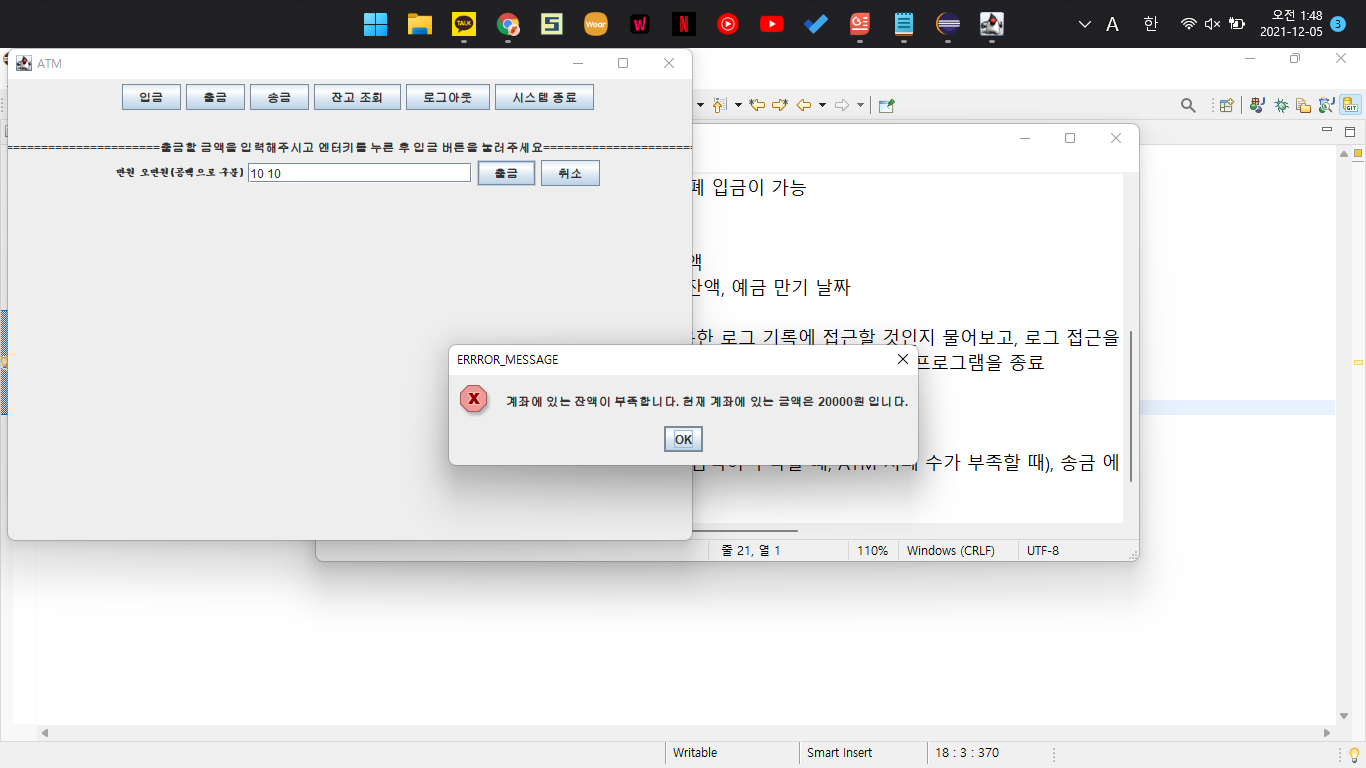 A
한
오전 1:48
2021-12-05
3
KALK
Wear
W
N
S
ATM
입금
출금
송금
잔고 조회
로그아웃
시스템 종료
======================출금할 금액을 입력해주시고 엔터키를 누른 후 입금 버튼을 눌러주세요======================
만원 오만원(공백으로 구분)
10 10
출금
취소
GIT
입금이 가능
잔액, 예금 만기 날짜
로그 기록에 접근할 것인지 물어보고, 로그 접근을
프로그램을 종료
ERRROR_MESSAGE
계좌에 있는 잔액이 부족합니다. 현재 계좌에 있는 금액은 20000원 입니다.
OK
수가 부족할 때), 송금 에
줄 21, 열 1
110%
Windows (CRLF)
UTF-8
Writable
Smart Insert
18 : 3 : 370